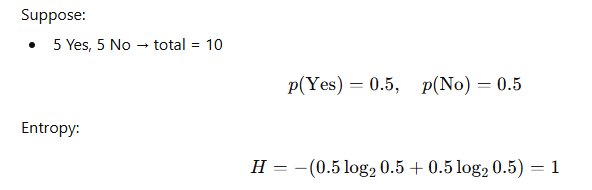 Suppose:
• 5 Yes, 5 No → total = 10
p(Yes) = 0.5, p(No) = 0.5
Entropy:
H = −(0.5 log₂ 0.5 + 0.5 log₂ 0.5) = 1